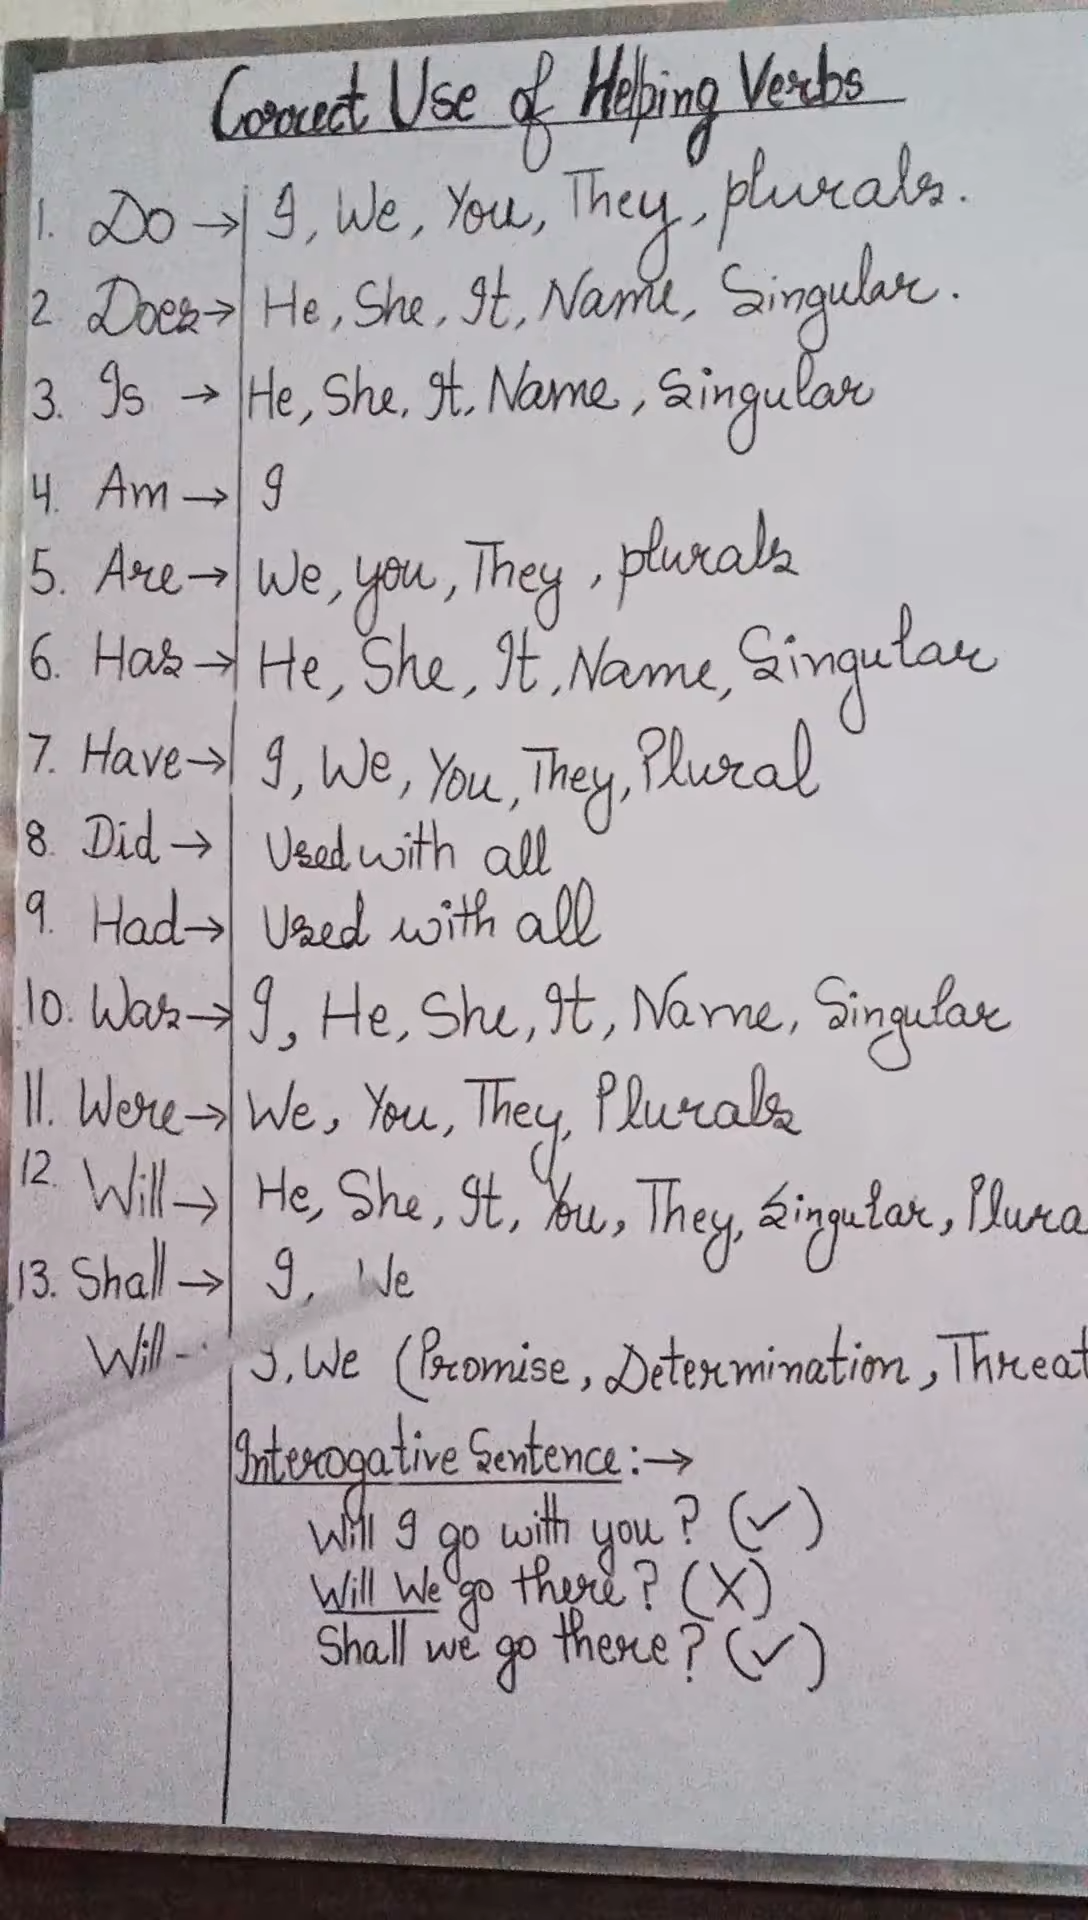 Correct Use of Helping Verbs
1. Do → I, We, You, They, plurals.
2. Does → He, She, It, Name, Singular.
3. Is → He, She, It, Name, Singular
4. Am → I
5. Are → We, you, They, plurals
6. Has → He, She, It, Name, Singular
7. Have → I, We, You, They, Plural
8. Did → Used with all
9. Had → Used with all
10. Was → I, He, She, It, Name, Singular
11. Were → We, You, They, Plurals
12. Will → He, She, It, You, They, Singular, Plura
13. Shall → I, We
Will - I, We (Promise, Determination, Threat
Interogative Sentence :→
Will I go with you? (✓)
Will We go there? (X)
Shall we go there? (✓)